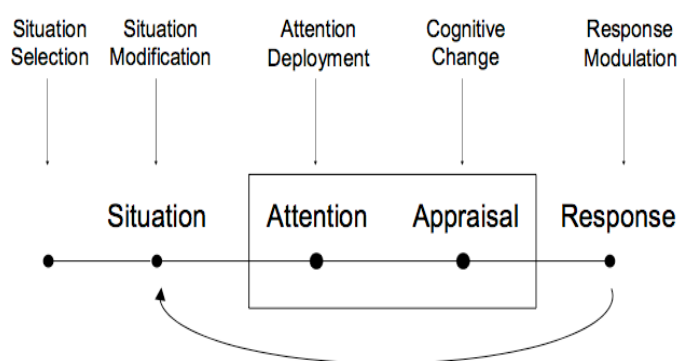 Situation
Selection
Situation
Modification
Attention
Deployment
Cognitive
Change
Response
Modulation
Situation
Attention
Appraisal
Response